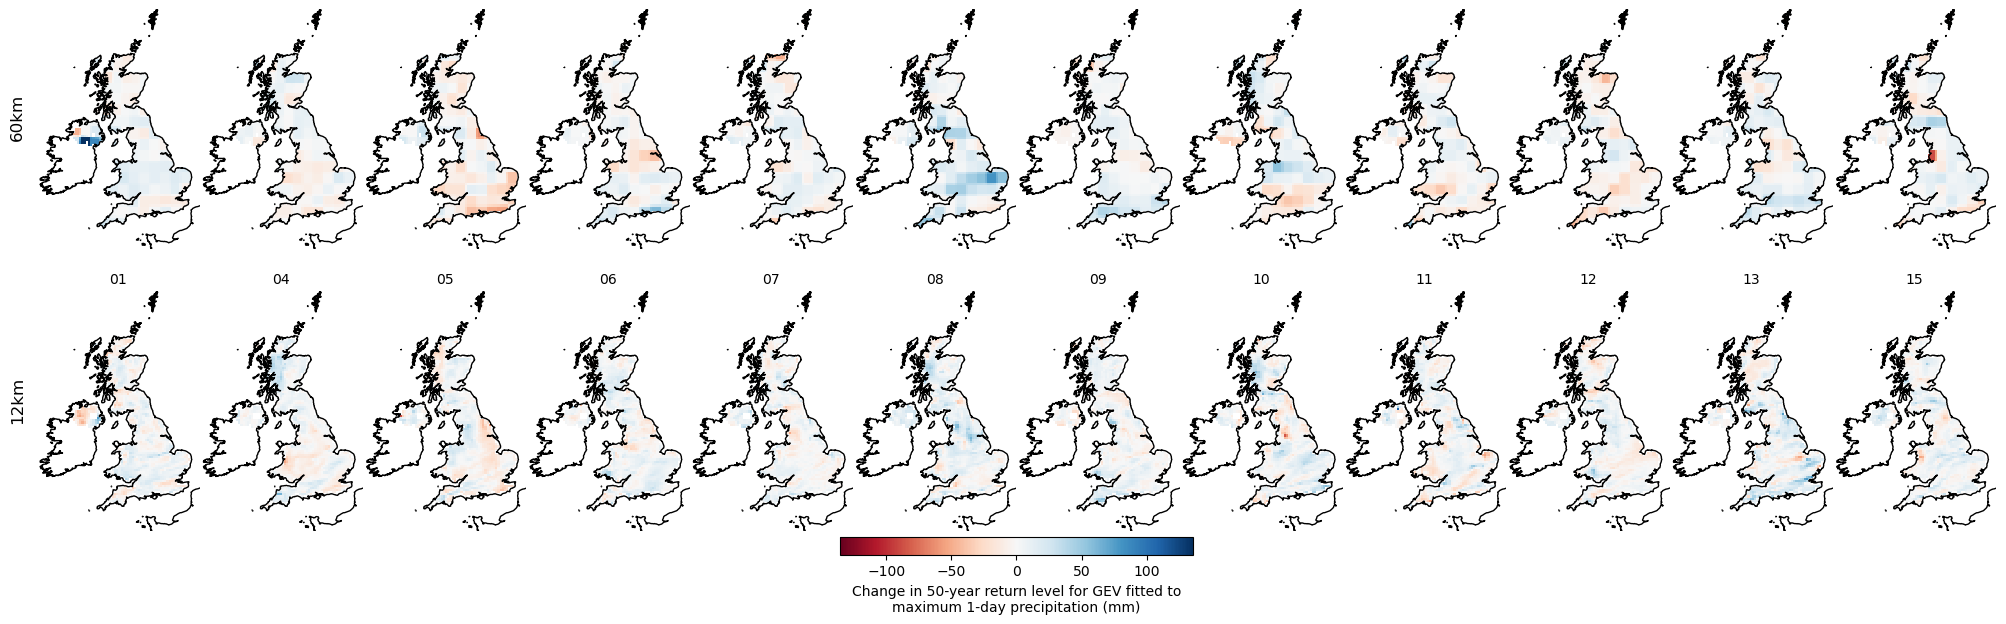 60km
01 04 05 06 07 08 09 10 11 12 13 15
12km
−100 −50 0 50 100
Change in 50-year return level for GEV fitted to
maximum 1-day precipitation (mm)